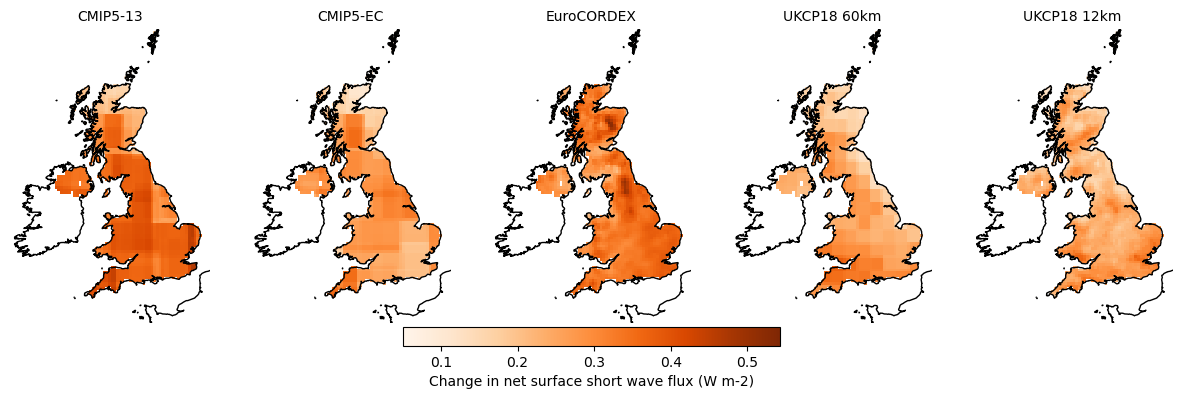 CMIP5-13
CMIP5-EC
EuroCORDEX
UKCP18 60km
UKCP18 12km
0.1
0.2
0.3
0.4
0.5
Change in net surface short wave flux (W m-2)